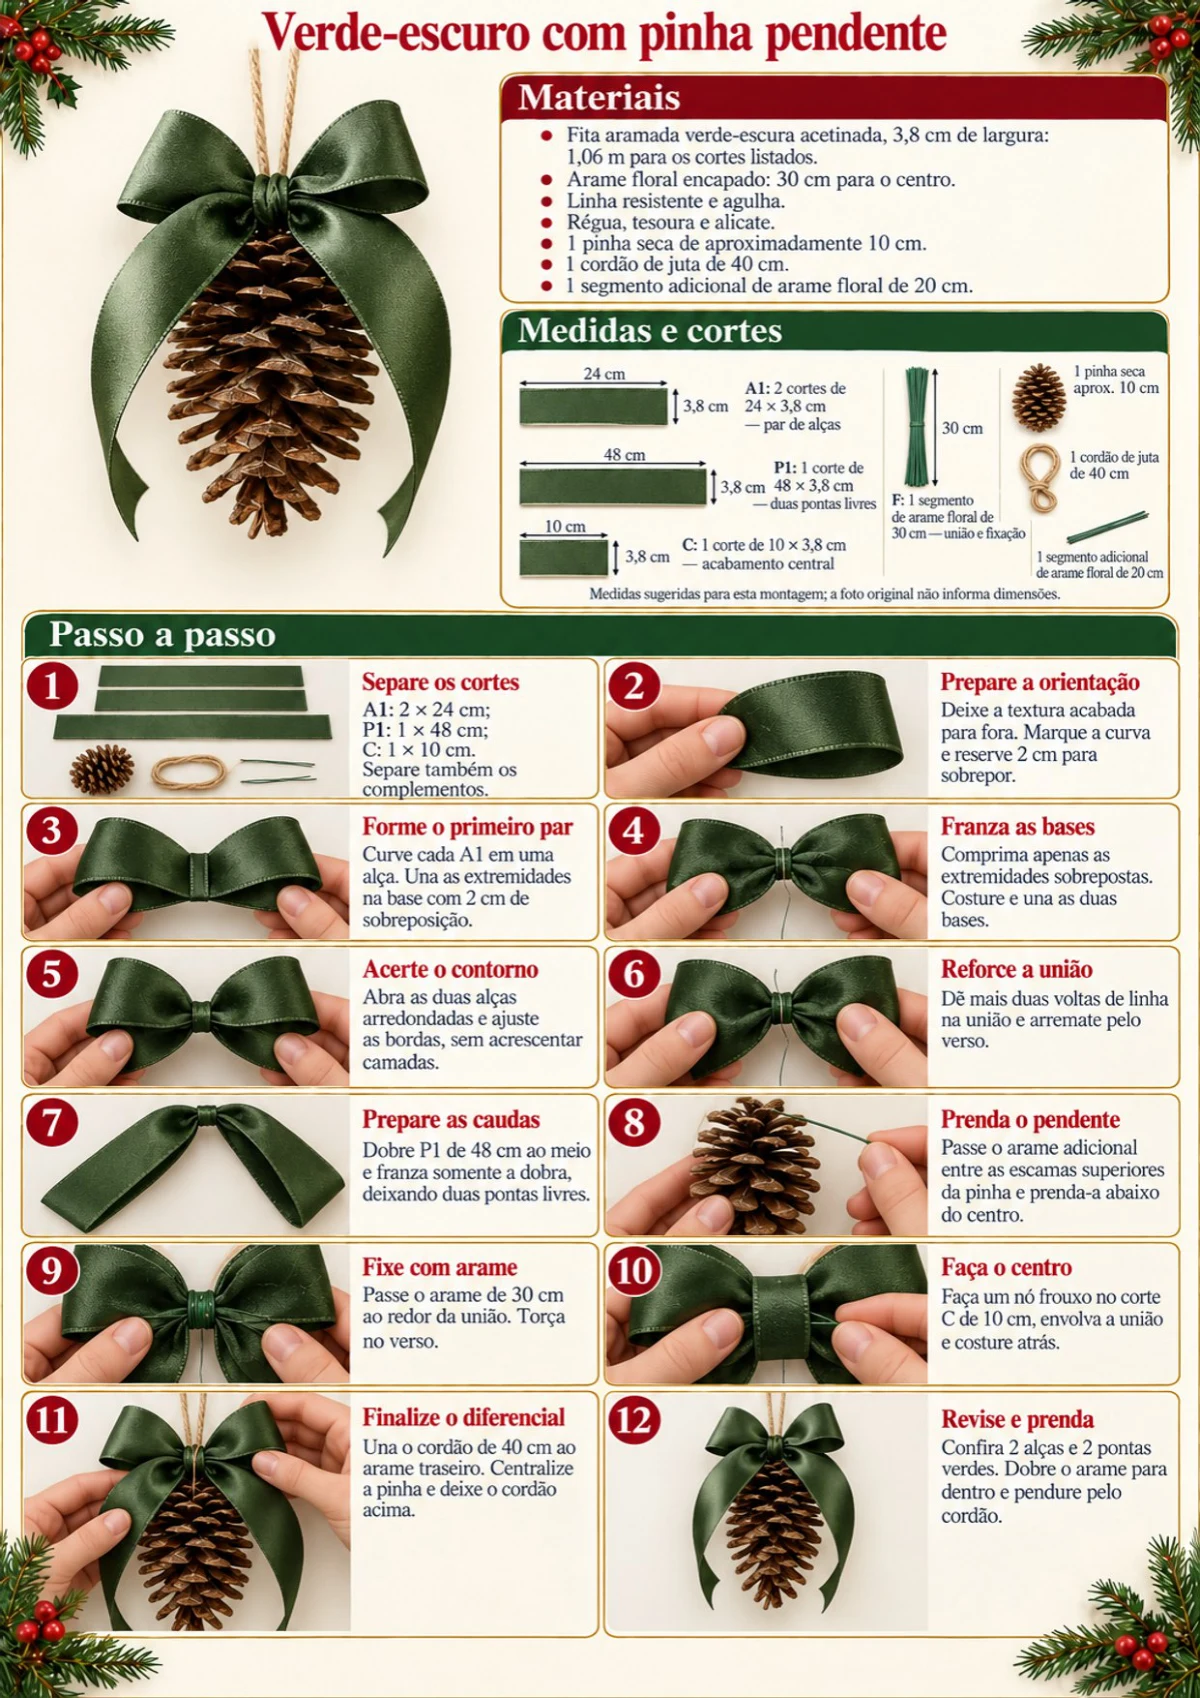 Verde-escuro com pinha pendente
Materiais
Fita aramada verde-escura acetinada, 3,8 cm de largura:
1,06 m para os cortes listados.
Arame floral encapado: 30 cm para o centro.
Linha resistente e agulha.
Régua, tesoura e alicate.
1 pinha seca de aproximadamente 10 cm.
1 cordão de juta de 40 cm.
1 segmento adicional de arame floral de 20 cm.
Medidas e cortes
24 cm
3,8 cm
A1: 2 cortes de
24 × 3,8 cm
— par de alças
48 cm
3,8 cm
P1: 1 corte de
48 × 3,8 cm
— duas pontas livres
10 cm
3,8 cm
C: 1 corte de 10 × 3,8 cm
— acabamento central
30 cm
F: 1 segmento
de arame floral de
30 cm — união e fixação
1 pinha seca
aprox. 10 cm
1 cordão de juta
de 40 cm
1 segmento adicional
de arame floral de 20 cm
Medidas sugeridas para esta montagem; a foto original não informa dimensões.
Passo a passo
1
Separe os cortes
A1: 2 × 24 cm;
P1: 1 × 48 cm;
C: 1 × 10 cm.
Separe também os
complementos.
2
Prepare a orientação
Deixe a textura acabada
para fora. Marque a curva
e reserve 2 cm para
sobrepor.
3
Forme o primeiro par
Curve cada A1 em uma
alça. Una as extremidades
na base com 2 cm de
sobreposição.
4
Franza as bases
Comprima apenas as
extremidades sobrepostas.
Costure e una as duas
bases.
5
Acerte o contorno
Abra as duas alças
arredondadas e ajuste
as bordas, sem acrescentar
camadas.
6
Reforce a união
Dẽ mais duas voltas de linha
na união e arremate pelo
verso.
7
Prepare as caudas
Dobre P1 de 48 cm ao meio
e franza somente a dobra,
deixando duas pontas livres.
8
Prenda o pendente
Passe o arame adicional
entre as escamas superiores
da pinha e prenda-a abaixo
do centro.
9
Fixe com arame
Passe o arame de 30 cm
ao redor da união. Torça
no verso.
10
Faça o centro
Faça um nó frouxo no corte
C de 10 cm, envolva a união
e costure atrás.
11
Finalize o diferencial
Una o cordão de 40 cm ao
arame traseiro. Centralize
a pinha e deixe o cordão
acima.
12
Revise e prenda
Confira 2 alças e 2 pontas
verdes. Dobre o arame para
dentro e pendure pelo
cordão.